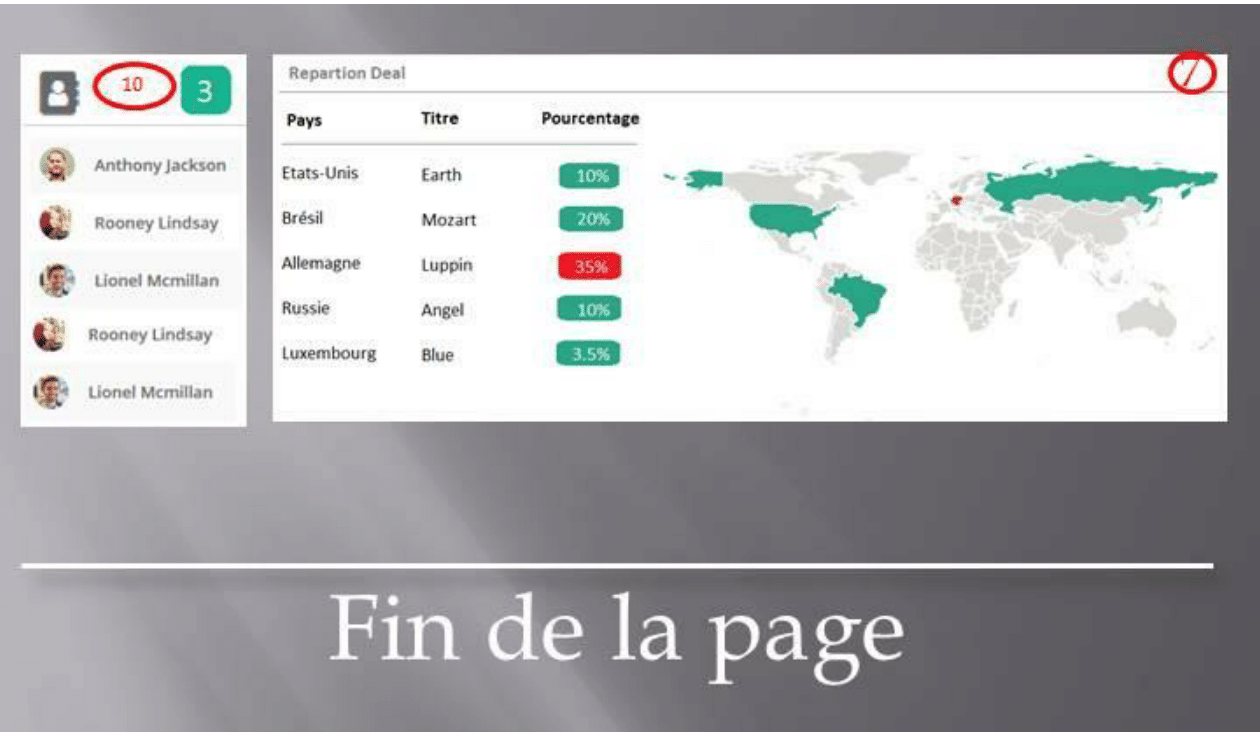 10 3
Anthony Jackson
Rooney Lindsay
Lionel Mcmillan
Rooney Lindsay
Lionel Mcmillan
Repartion Deal 7
Pays Titre Pourcentage
Etats-Unis Earth 10%
Brésil Mozart 20%
Allemagne Luppin 35%
Russie Angel 10%
Luxembourg Blue 3.5%
Fin de la page